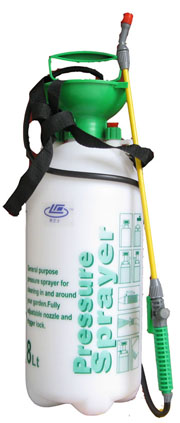 General purpose
pressure sprayer for
cleaning in and around
your garden.Fully
adjustable nozzle and
finger lock.
8Lt
Pressure
Sprayer